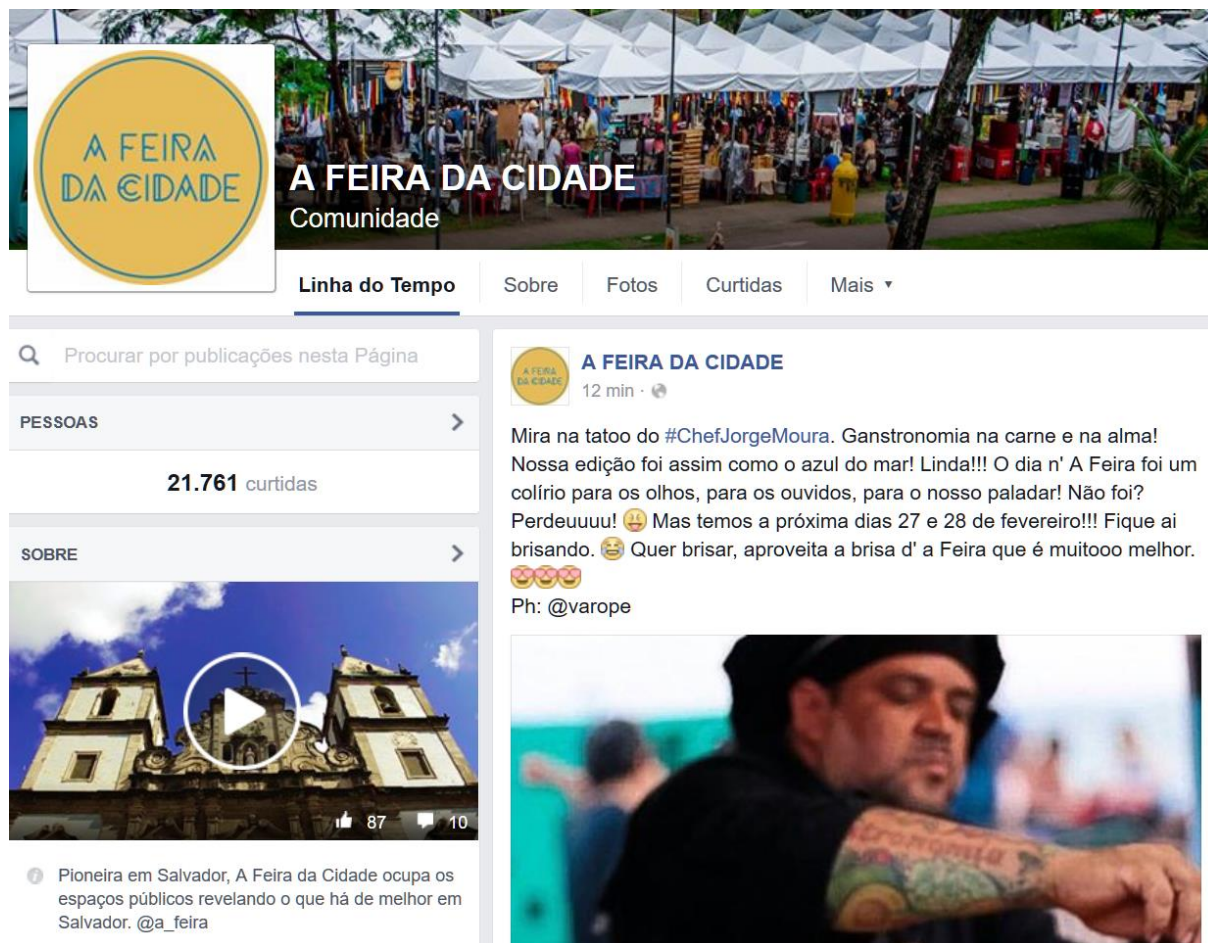 A FEIRA
DA CIDADE
A FEIRA DA CIDADE
Comunidade
Linha do Tempo
Sobre
Fotos
Curtidas
Mais
Procurar por publicações nesta Página
PESSOAS
21.761 curtidas
SOBRE
87
10
Pioneira em Salvador, A Feira da Cidade ocupa os
espaços públicos revelando o que há de melhor em
Salvador. @a_feira
A FEIRA
DA CIDADE
A FEIRA DA CIDADE
12 min ·
Mira na tatoo do #ChefJorgeMoura. Ganstronomia na carne e na alma!
Nossa edição foi assim como o azul do mar! Linda!!! O dia n' A Feira foi um
colírio para os olhos, para os ouvidos, para o nosso paladar! Não foi?
Perdeuuuu! 😝 Mas temos a próxima dias 27 e 28 de fevereiro!!! Fique ai
brisando. 😂 Quer brisar, aproveita a brisa d' a Feira que é muitooo melhor.
😍😍😍
Ph: @varope